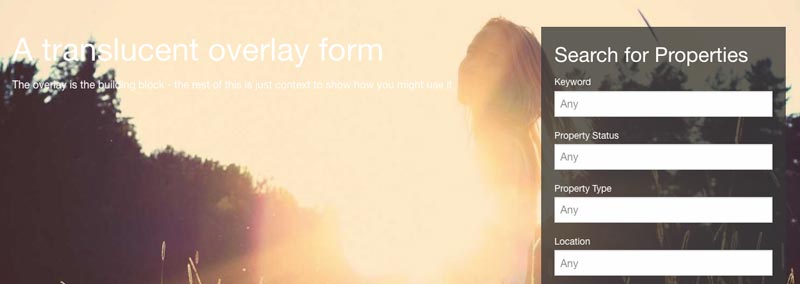 A translucent overlay form
The overlay is the building block - the rest of this is just context to show how you might use it
Search for Properties
Keyword
Any
Property Status
Any
Property Type
Any
Location
Any